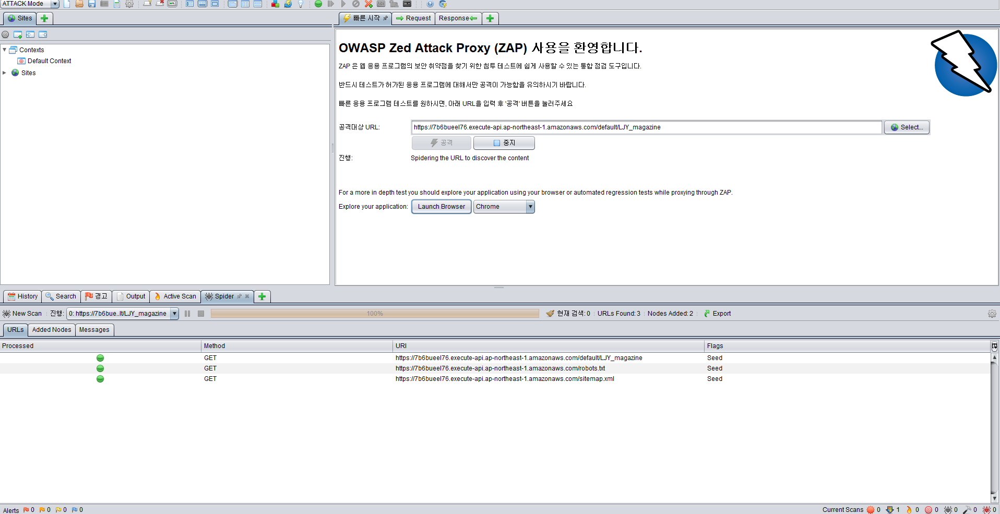 ATTACK Mode
Sites
빠른 시작
Request
Response
Contexts
Default Context
Sites
OWASP Zed Attack Proxy (ZAP) 사용을 환영합니다.
ZAP 은 웹 응용 프로그램의 보안 취약점을 찾기 위한 침투 테스트에 쉽게 사용할 수 있는 통합 점검 도구입니다.
반드시 테스트가 허가된 응용 프로그램에 대해서만 공격이 가능함을 유의하시기 바랍니다.
빠른 응용 프로그램 테스트를 원하시면, 아래 URL을 입력 후 '공격' 버튼을 눌러주세요
공격대상 URL: https://7b6bueel76.execute-api.ap-northeast-1.amazonaws.com/default/LJY_magazine Select...
공격 중지
진행: Spidering the URL to discover the content
For a more in depth test you should explore your application using your browser or automated regression tests while proxying through ZAP.
Explore your application: Launch Browser Chrome
History Search 경고 Output Active Scan Spider
New Scan 진행: 0: https://7b6bue..lt/LJY_magazine 100% 현재 검색: 0 URLs Found: 3 Nodes Added: 2 Export
URLs Added Nodes Messages
Processed Method URI Flags
GET https://7b6bueel76.execute-api.ap-northeast-1.amazonaws.com/default/LJY_magazine Seed
GET https://7b6bueel76.execute-api.ap-northeast-1.amazonaws.com/robots.txt Seed
GET https://7b6bueel76.execute-api.ap-northeast-1.amazonaws.com/sitemap.xml Seed
Alerts 0 0 0 0 Current Scans 0 1 0 0 0 0 0